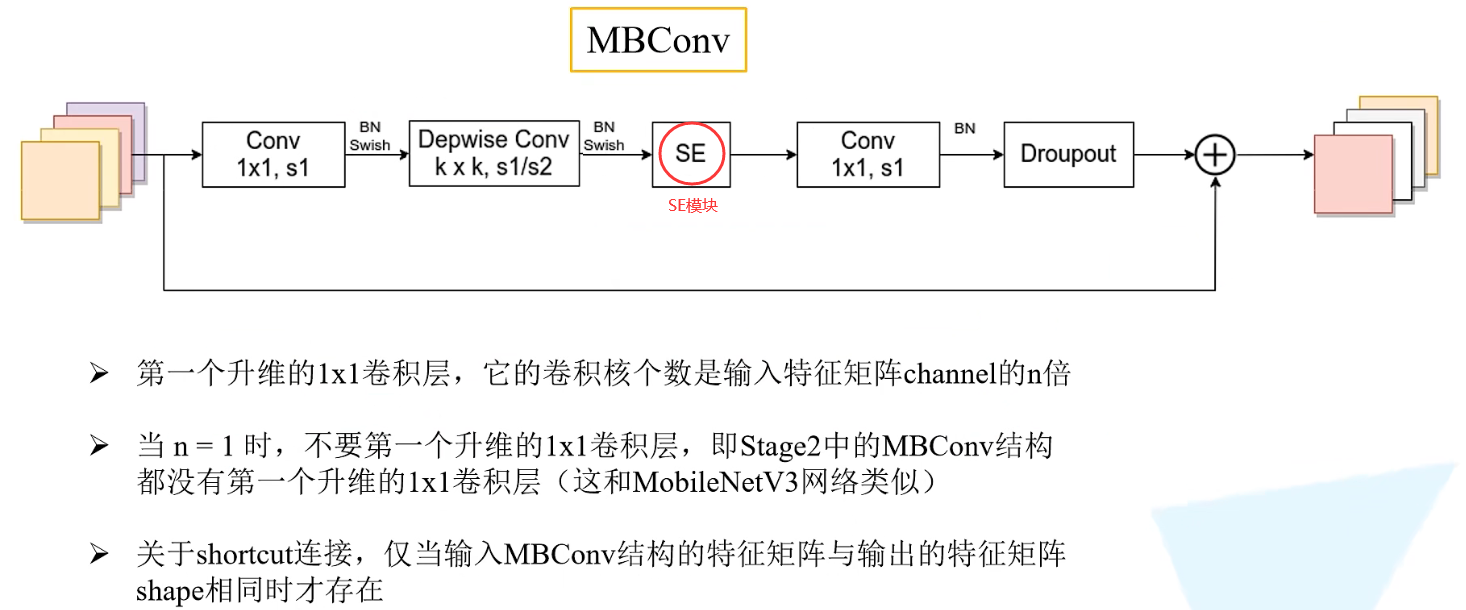 MBConv
Conv
1x1, s1
BN
Swish
Depwise Conv
k x k, s1/s2
BN
Swish
SE
SE模块
Conv
1x1, s1
BN
Droupout
➢ 第一个升维的1x1卷积层，它的卷积核个数是输入特征矩阵channel的n倍
➢ 当 n = 1 时，不要第一个升维的1x1卷积层，即Stage2中的MBConv结构
都没有第一个升维的1x1卷积层（这和MobileNetV3网络类似）
➢ 关于shortcut连接，仅当输入MBConv结构的特征矩阵与输出的特征矩阵
shape相同时才存在